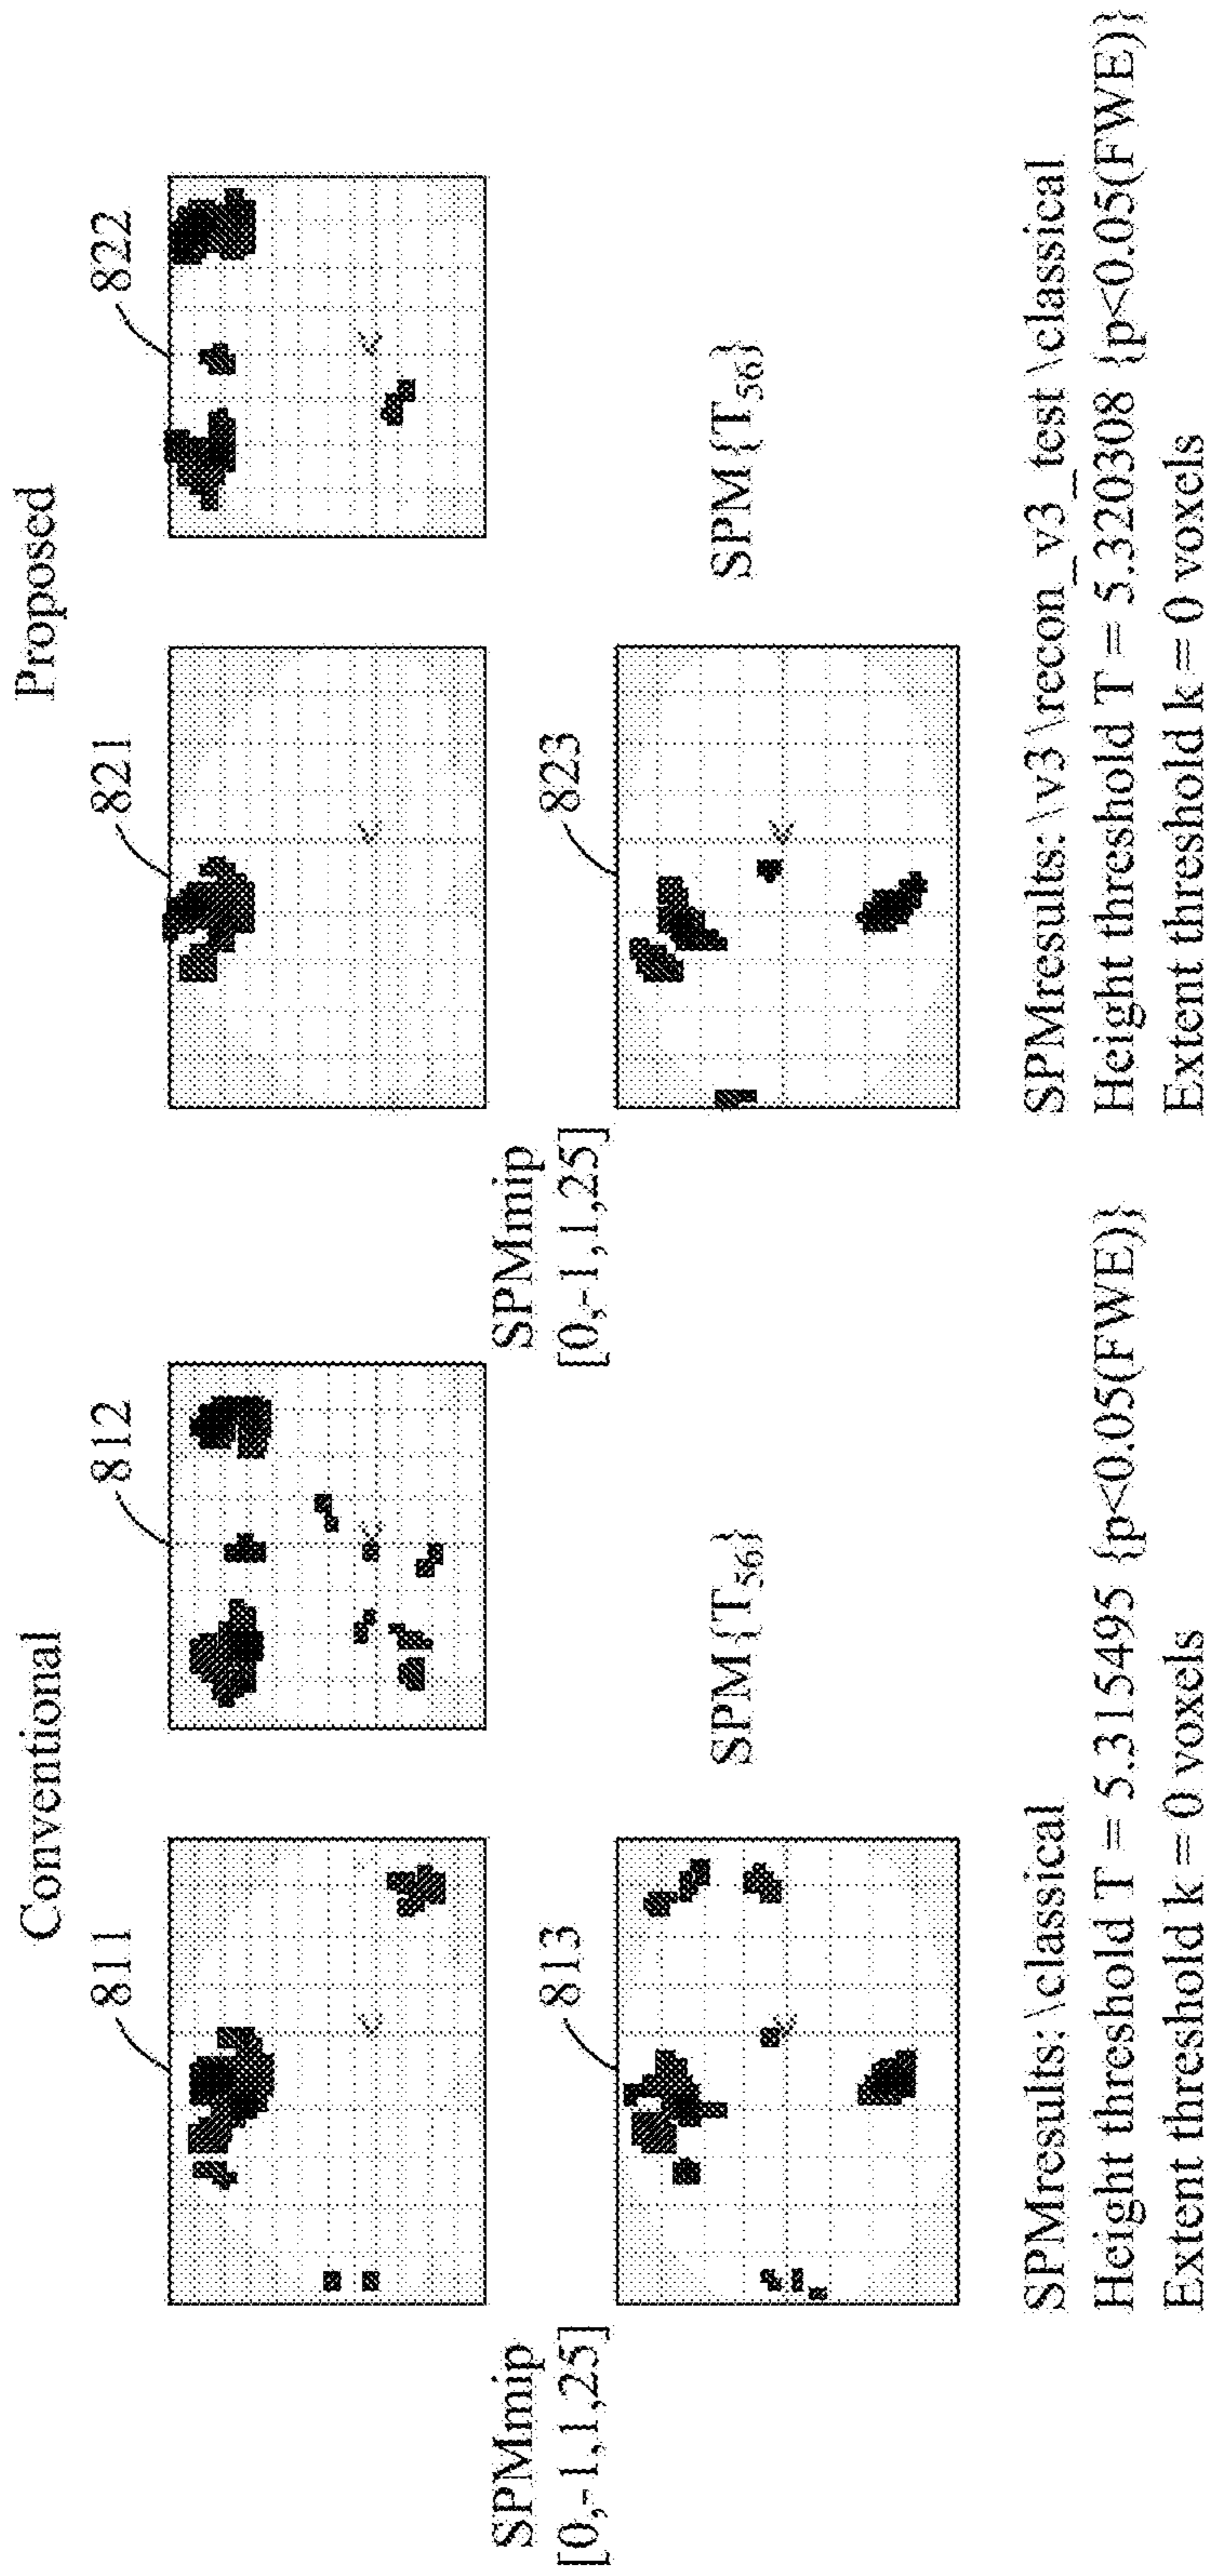 Conventional
811
812
813
SPMmip
[0,-1,1,25]
SPM{T56}
SPMresults: \classical
Height threshold T = 5.315495 {p<0.05(FWE)}
Extent threshold k = 0 voxels
Proposed
821
822
823
SPMmip
[0,-1,1,25]
SPM{T56}
SPMresults: \v3 \recon_v3_test \classical
Height threshold T = 5.320308 {p<0.05(FWE)}
Extent threshold k = 0 voxels